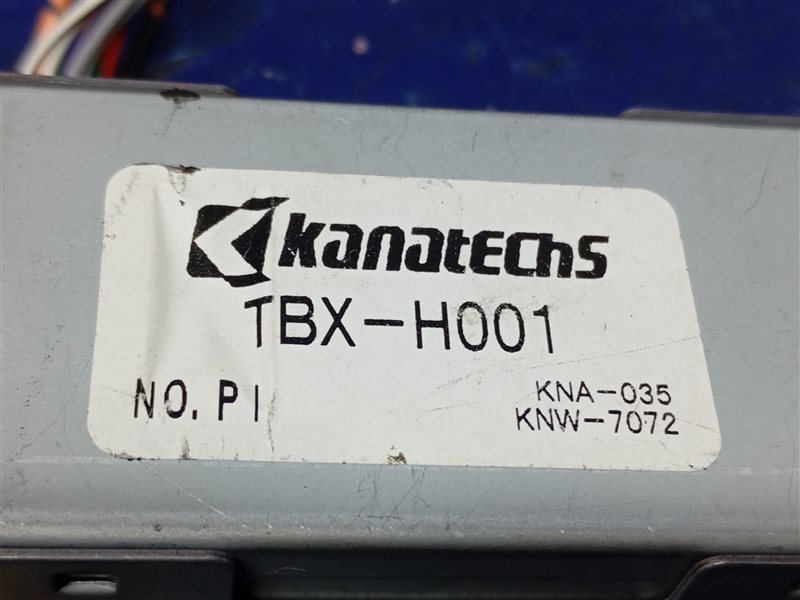 kanatechs
TBX-H001
NO. PI
KNA-035
KNW-7072